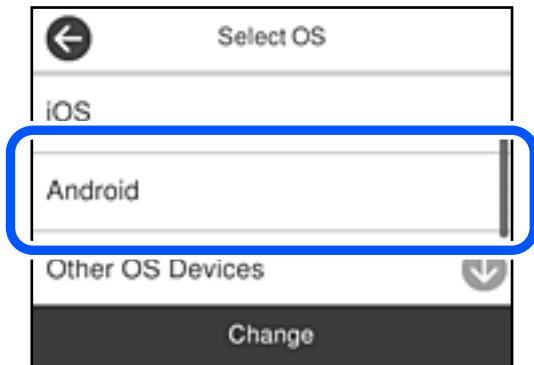 Select OS
iOS
Android
Other OS Devices
Change